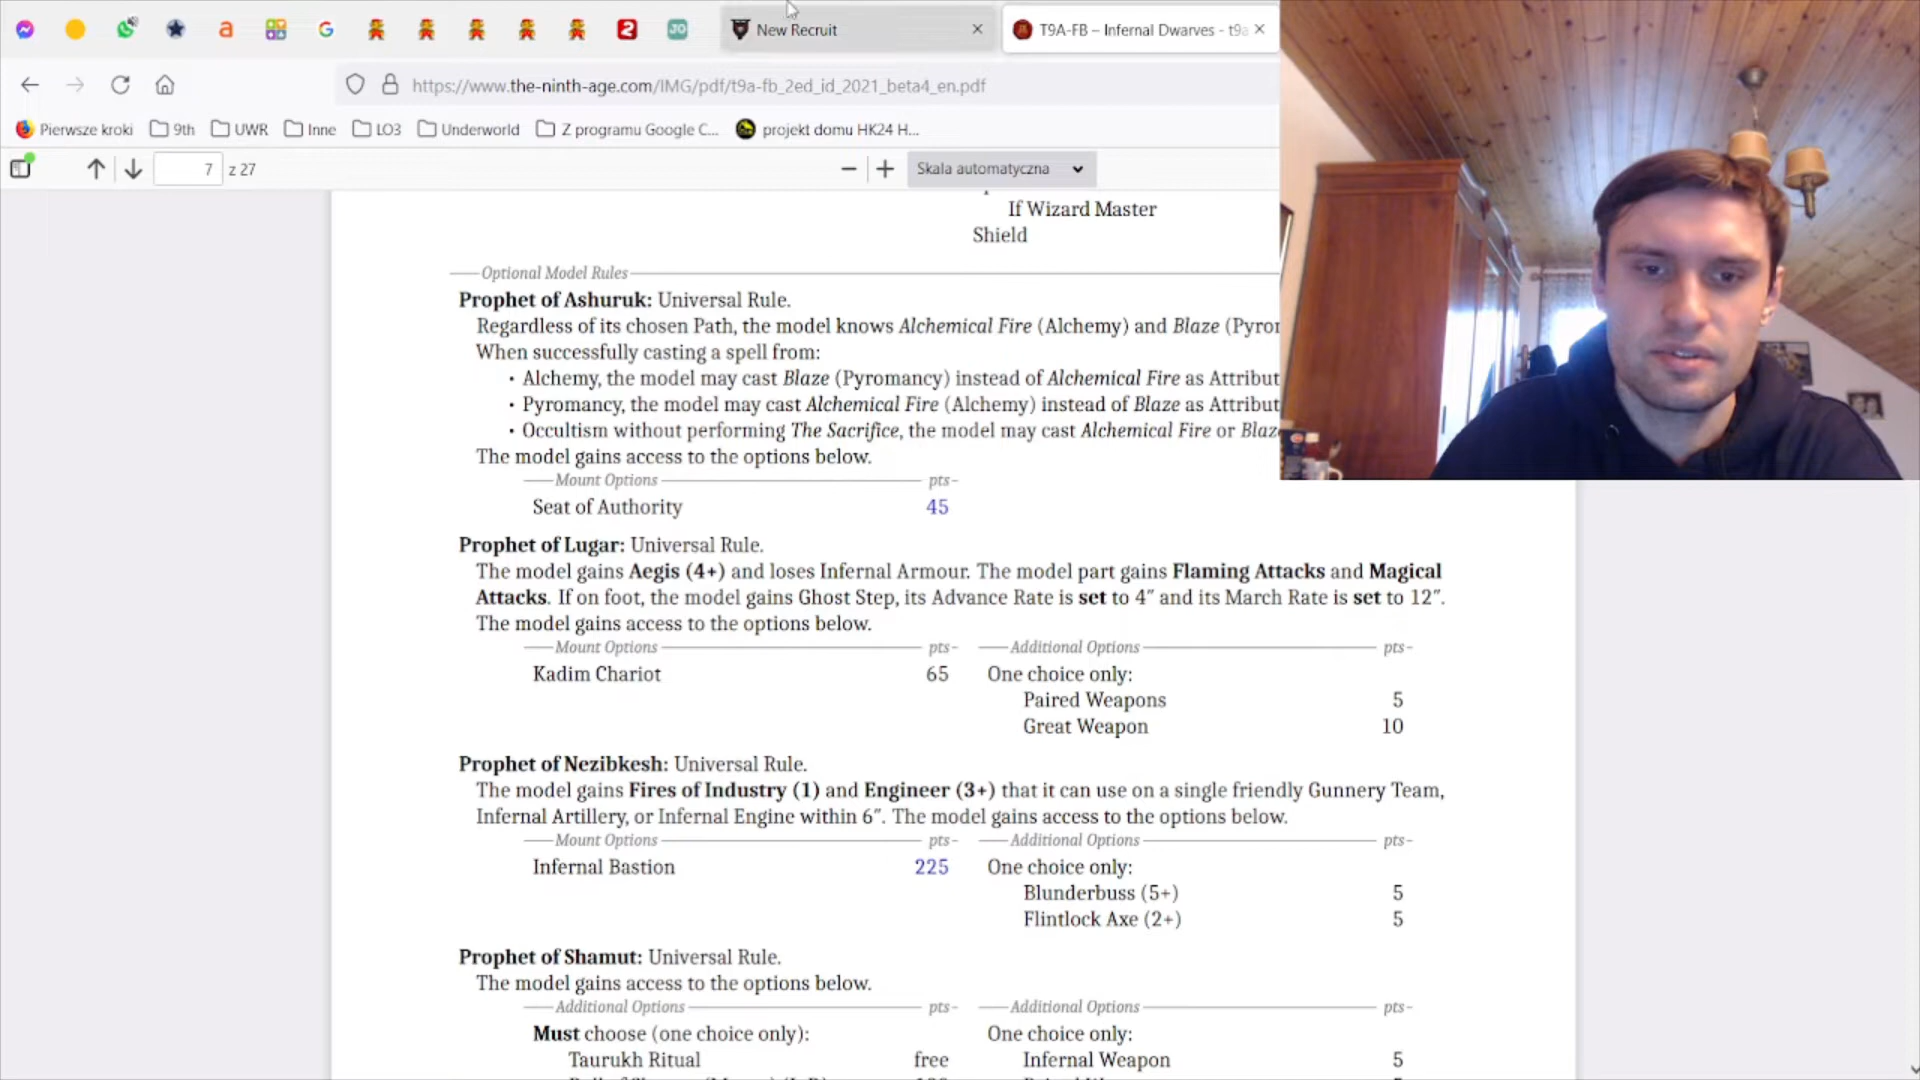 New Recruit
T9A-FB – Infernal Dwarves - t9a
https://www.the-ninth-age.com/IMG/pdf/t9a-fb_2ed_id_2021_beta4_en.pdf
Pierwsze kroki 9th UWR Inne LO3 Underworld Z programu Google C... projekt domu HK24 H...
7 z 27 Skala automatyczna
If Wizard Master
Shield
Optional Model Rules
Prophet of Ashuruk: Universal Rule.
Regardless of its chosen Path, the model knows Alchemical Fire (Alchemy) and Blaze (Pyror
When successfully casting a spell from:
• Alchemy, the model may cast Blaze (Pyromancy) instead of Alchemical Fire as Attribut
• Pyromancy, the model may cast Alchemical Fire (Alchemy) instead of Blaze as Attribut
• Occultism without performing The Sacrifice, the model may cast Alchemical Fire or Blaz
The model gains access to the options below.
Mount Options pts
Seat of Authority 45
Prophet of Lugar: Universal Rule.
The model gains Aegis (4+) and loses Infernal Armour. The model part gains Flaming Attacks and Magical
Attacks. If on foot, the model gains Ghost Step, its Advance Rate is set to 4″ and its March Rate is set to 12″.
The model gains access to the options below.
Mount Options pts Additional Options pts
Kadim Chariot 65 One choice only:
Paired Weapons 5
Great Weapon 10
Prophet of Nezibkesh: Universal Rule.
The model gains Fires of Industry (1) and Engineer (3+) that it can use on a single friendly Gunnery Team,
Infernal Artillery, or Infernal Engine within 6″. The model gains access to the options below.
Mount Options pts Additional Options pts
Infernal Bastion 225 One choice only:
Blunderbuss (5+) 5
Flintlock Axe (2+) 5
Prophet of Shamut: Universal Rule.
The model gains access to the options below.
Additional Options pts Additional Options pts
Must choose (one choice only): One choice only:
Taurukh Ritual free Infernal Weapon 5